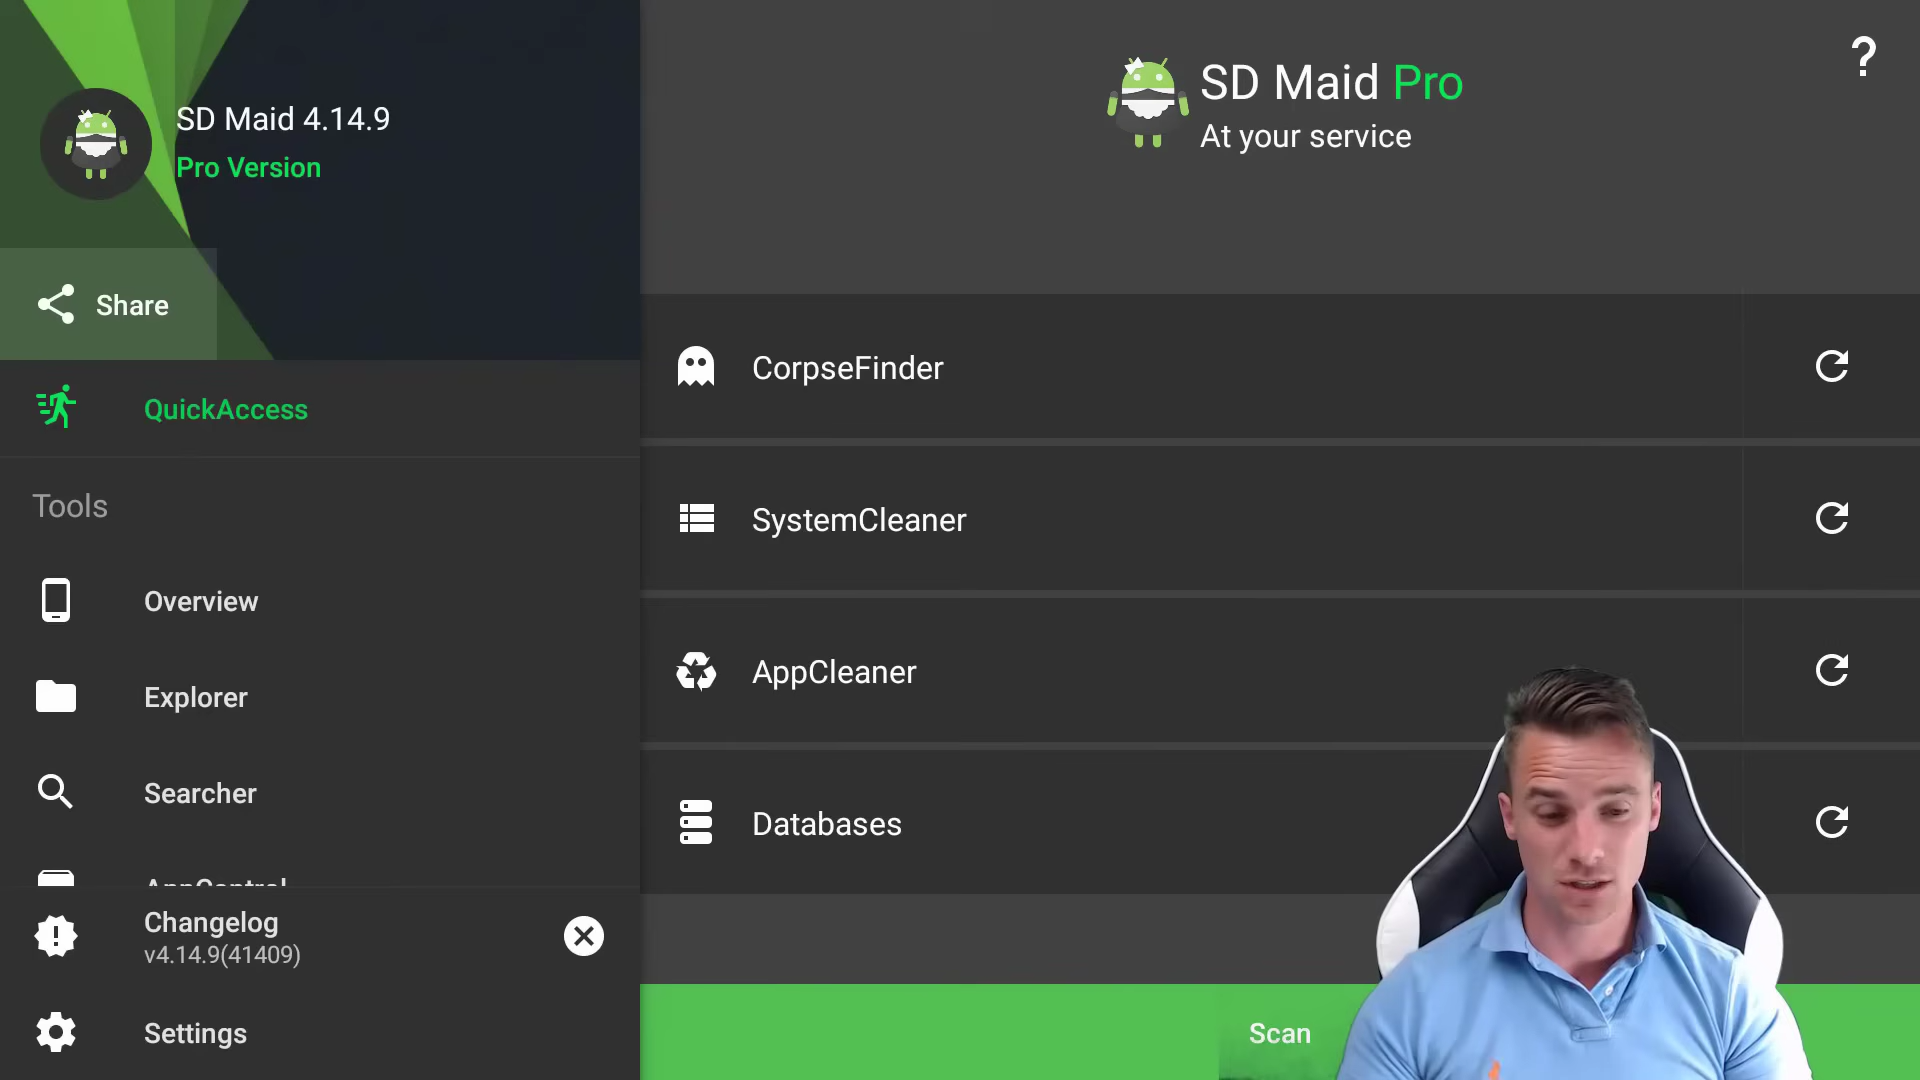 SD Maid 4.14.9
Pro Version
Share
QuickAccess
Tools
Overview
Explorer
Searcher
AppControl
Changelog
v4.14.9(41409)
Settings
SD Maid Pro
At your service
?
CorpseFinder
SystemCleaner
AppCleaner
Databases
Scan